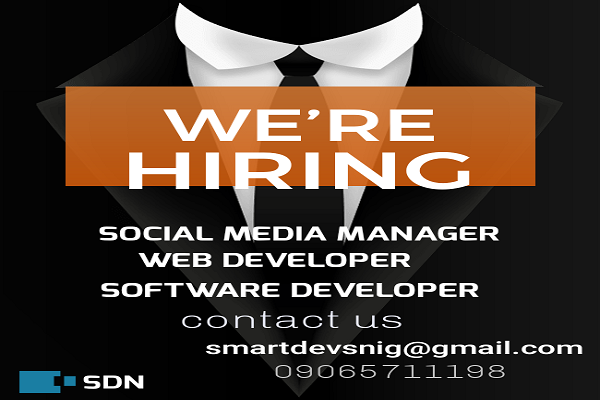 WE'RE
HIRING
SOCIAL MEDIA MANAGER
WEB DEVELOPER
SOFTWARE DEVELOPER
contact us
smartdevsnig@gmail.com
09065711198
SDN